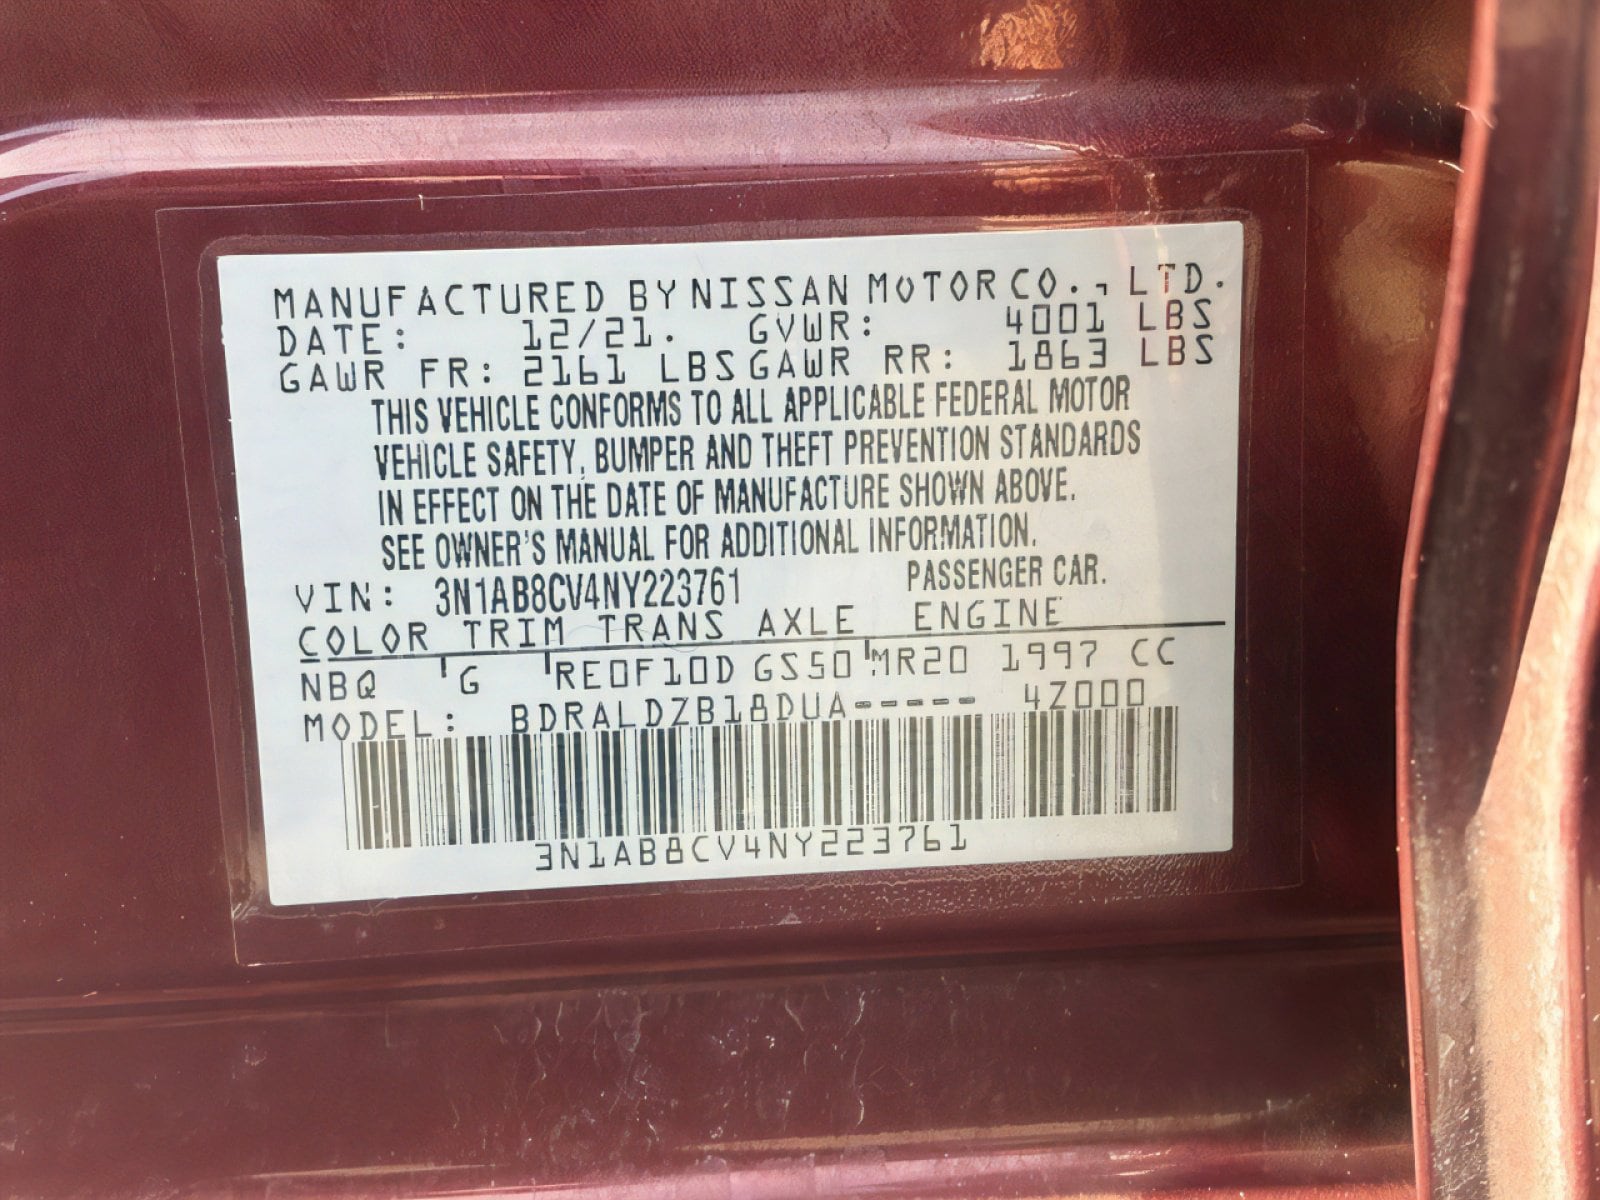 MANUFACTURED BY NISSAN MOTOR CO., LTD.
DATE: 12/21. GVWR: 4001 LBS
GAWR FR: 2161 LBS GAWR RR: 1863 LBS
THIS VEHICLE CONFORMS TO ALL APPLICABLE FEDERAL MOTOR
VEHICLE SAFETY, BUMPER AND THEFT PREVENTION STANDARDS
IN EFFECT ON THE DATE OF MANUFACTURE SHOWN ABOVE.
SEE OWNER'S MANUAL FOR ADDITIONAL INFORMATION.
VIN: 3N1AB8CV4NY223761 PASSENGER CAR.
COLOR TRIM TRANS AXLE ENGINE
NBQ G RE0F10D GS50 MR20 1997 CC
MODEL: BDRALDZB18DUA----- 4Z000
3N1AB8CV4NY223761